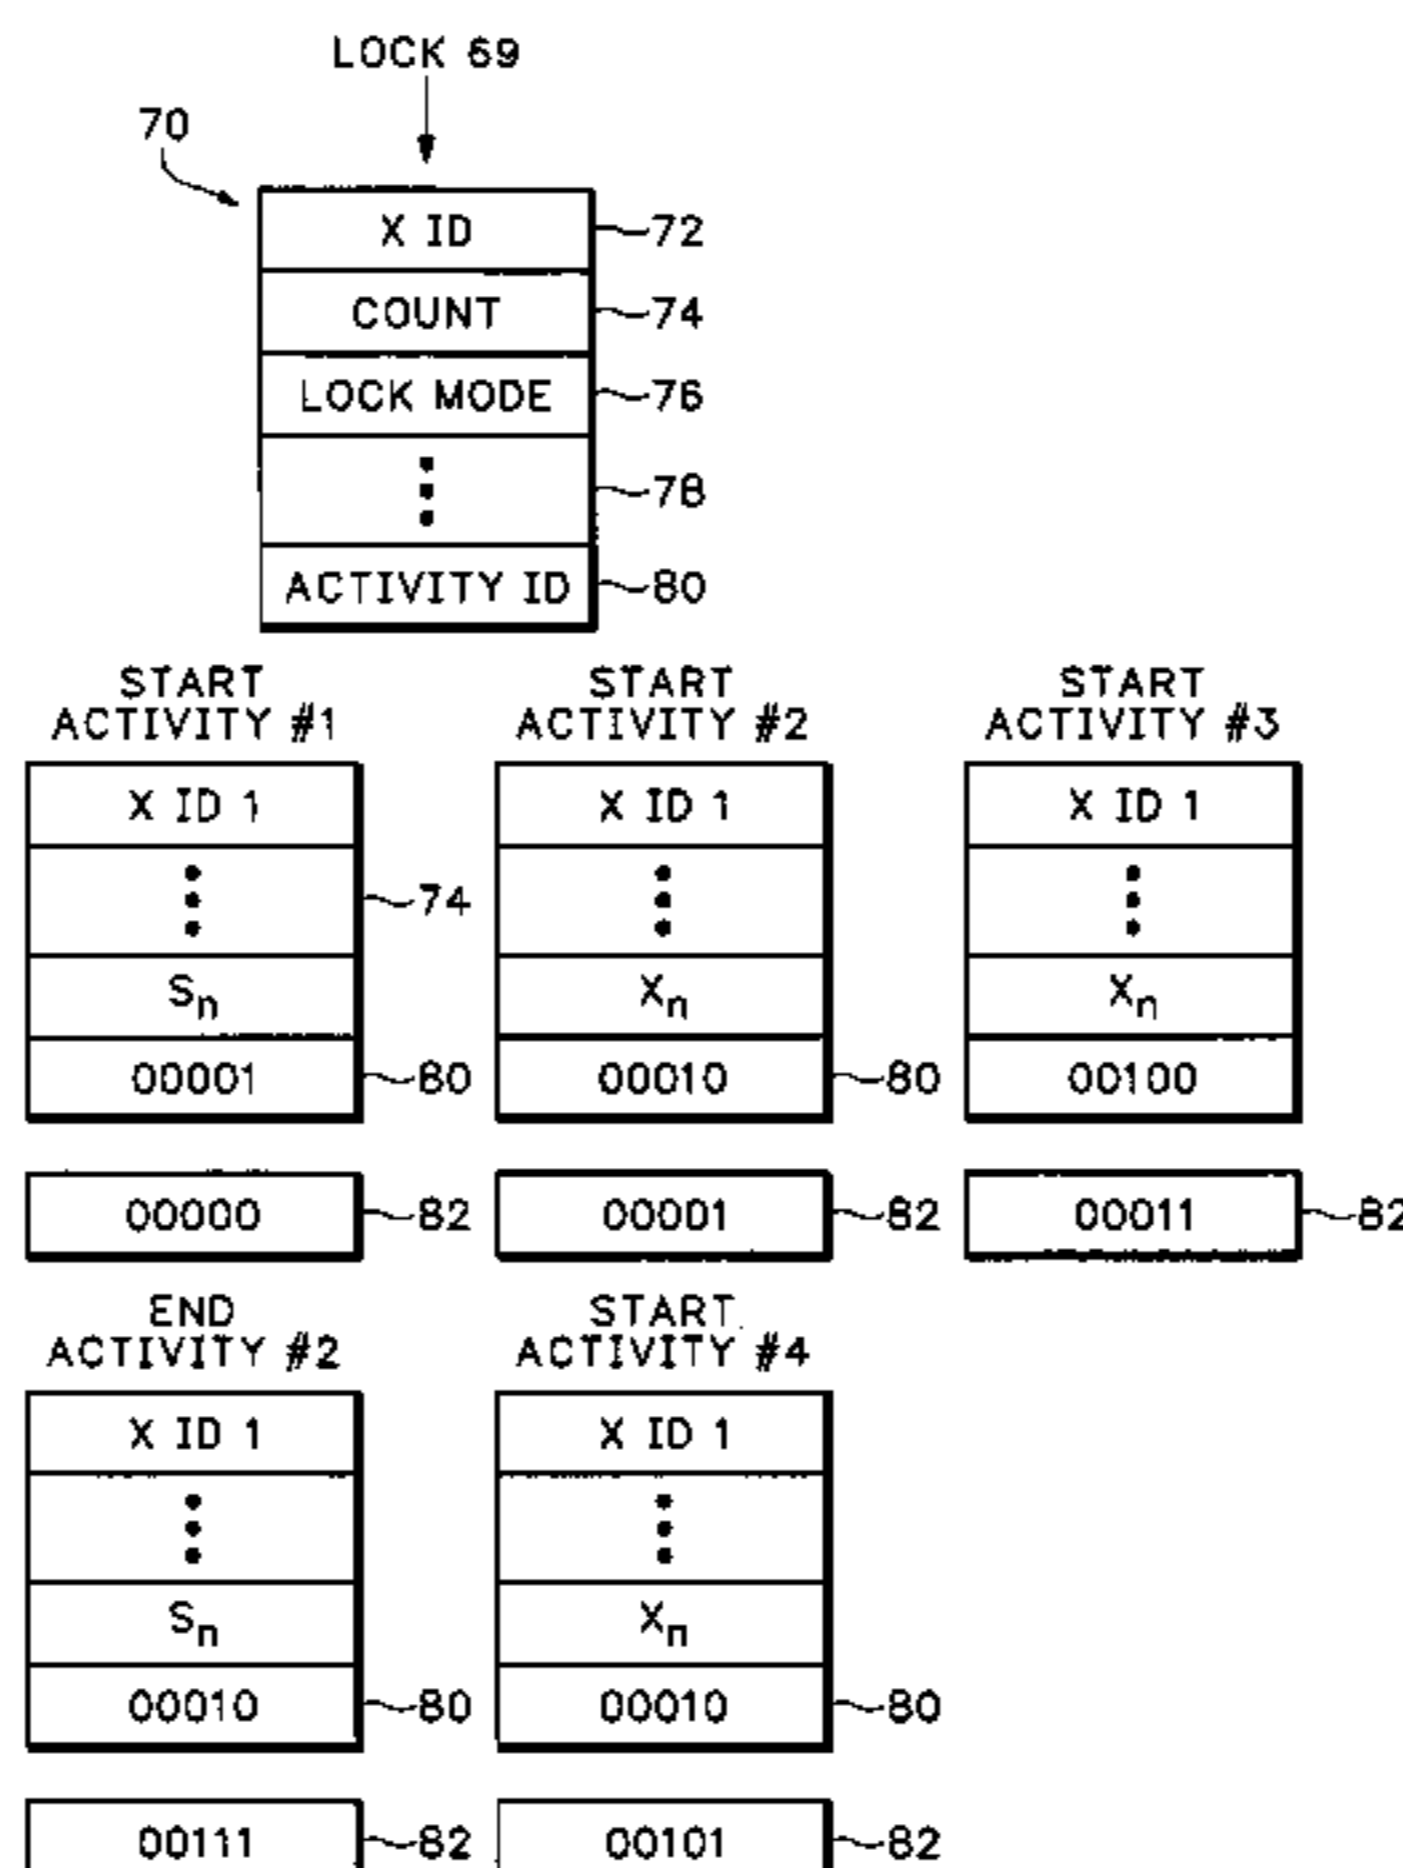 LOCK 69
70
X ID 72
COUNT 74
LOCK MODE 76
78
ACTIVITY ID 80
START ACTIVITY #1
X ID 1
74
Sn
00001 80
00000 82
START ACTIVITY #2
X ID 1
Xn
00010 80
00001 82
START ACTIVITY #3
X ID 1
Xn
00100
00011 82
END ACTIVITY #2
X ID 1
Sn
00010 80
00111 82
START ACTIVITY #4
X ID 1
Xn
00010 80
00101 82